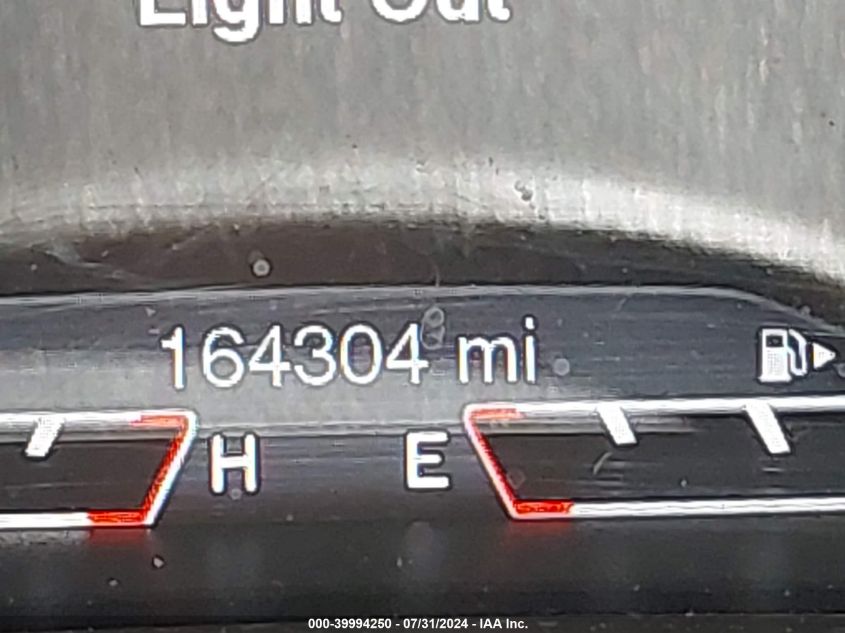 Light Out
164304 mi
H E
000-39994250 - 07/31/2024 - IAA Inc.